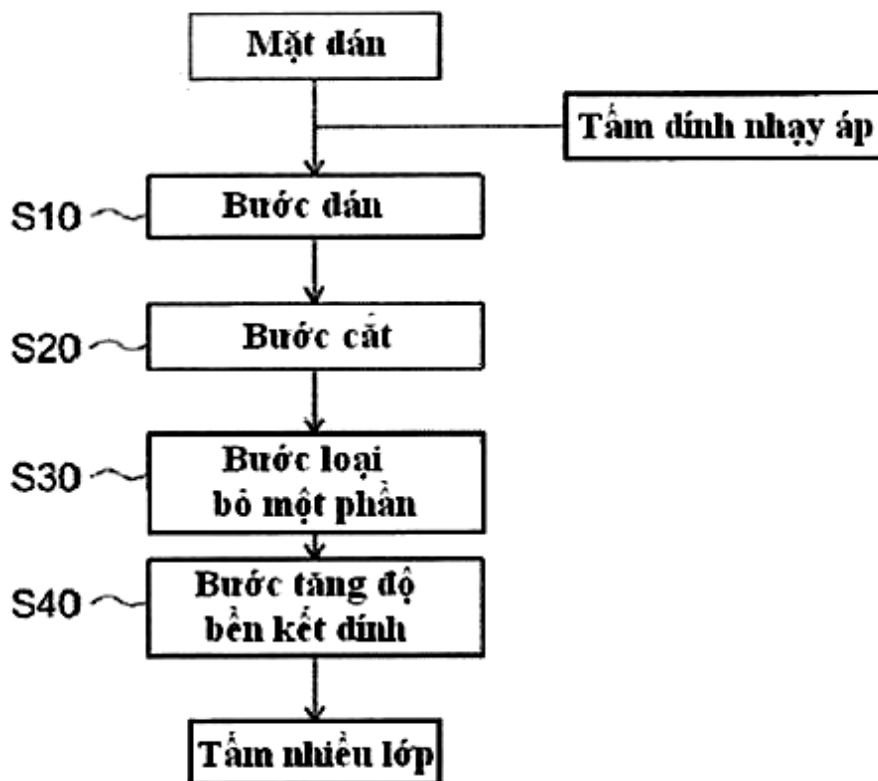 Mặt dán
Tấm dính nhạy áp
S10
Bước dán
S20
Bước cắt
S30
Bước loại
bỏ một phần
S40
Bước tăng độ
bền kết dính
Tấm nhiều lớp